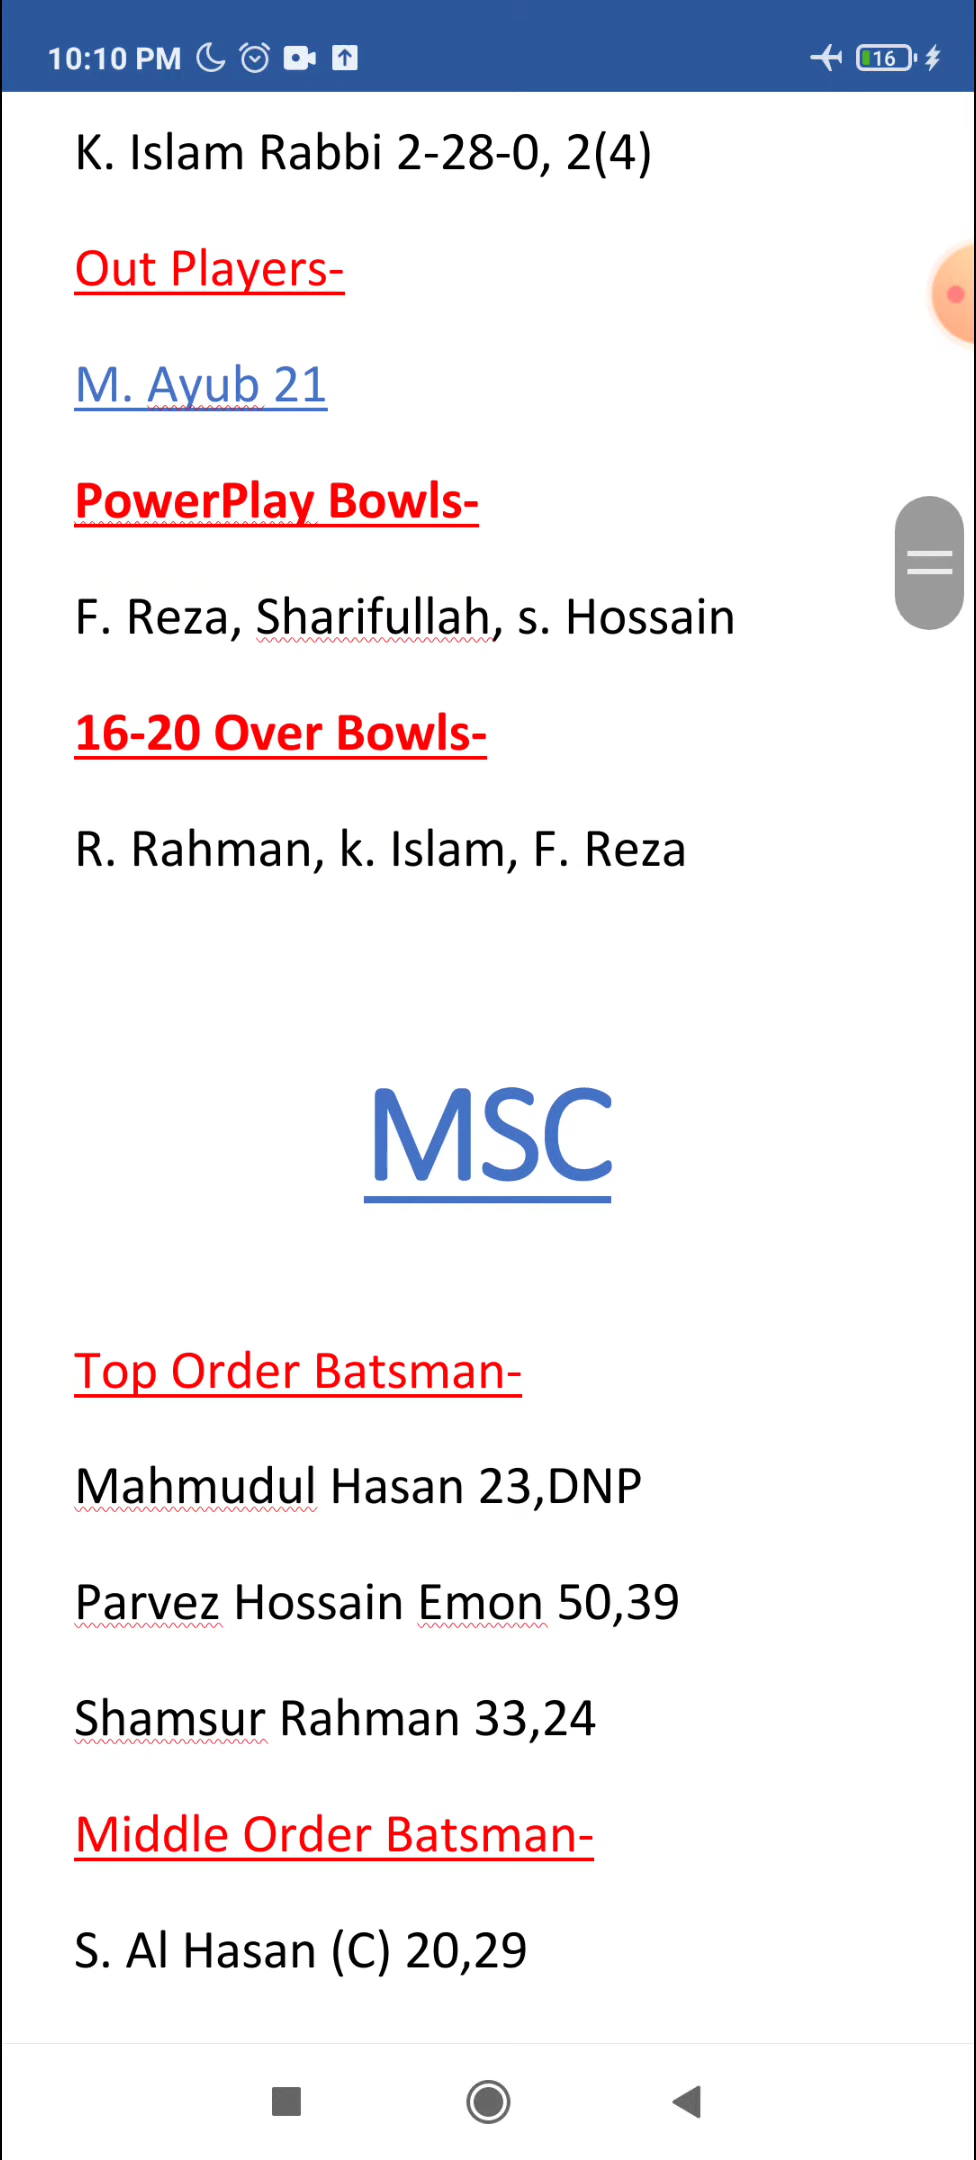 10:10 PM
16
K. Islam Rabbi 2-28-0, 2(4)
Out Players-
M. Ayub 21
PowerPlay Bowls-
F. Reza, Sharifullah, s. Hossain
16-20 Over Bowls-
R. Rahman, k. Islam, F. Reza
MSC
Top Order Batsman-
Mahmudul Hasan 23,DNP
Parvez Hossain Emon 50,39
Shamsur Rahman 33,24
Middle Order Batsman-
S. Al Hasan (C) 20,29